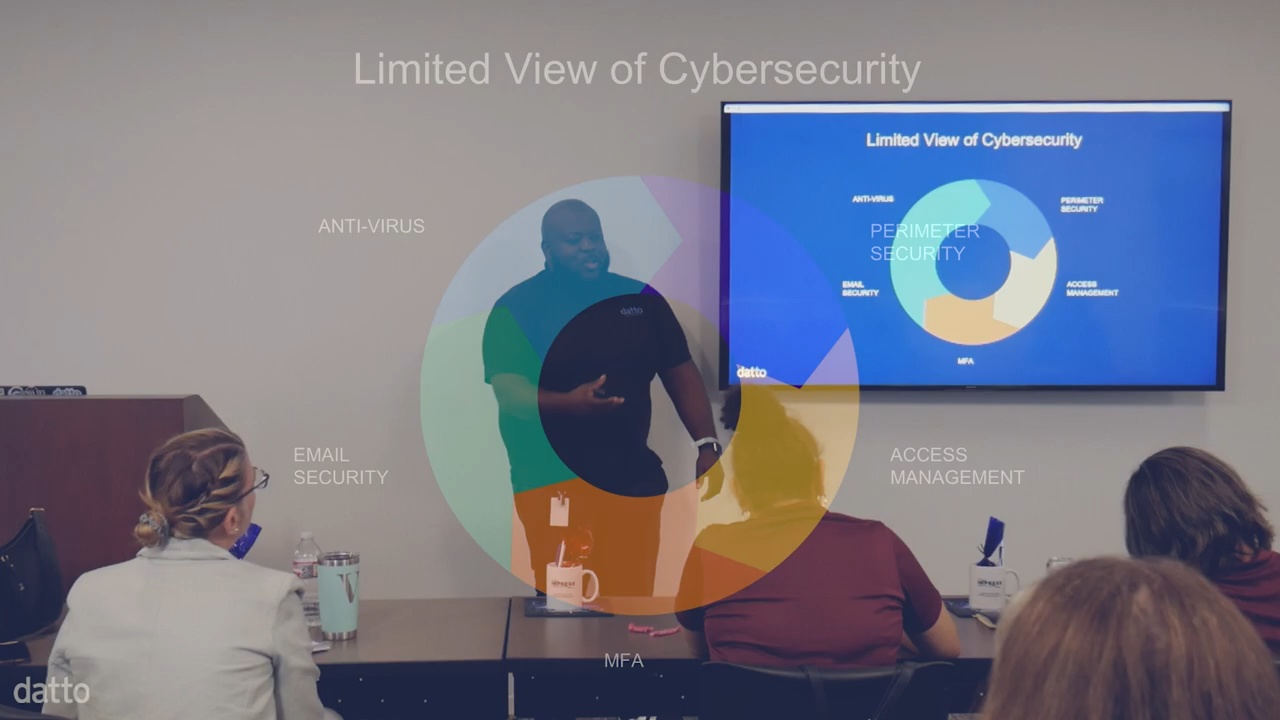 Limited View of Cybersecurity
ANTI-VIRUS
PERIMETER
SECURITY
EMAIL
SECURITY
ACCESS
MANAGEMENT
MFA
datto
Limited View of Cybersecurity
ANTI-VIRUS
PERIMETER
SECURITY
EMAIL
SECURITY
ACCESS
MANAGEMENT
MFA
datto
datto
V